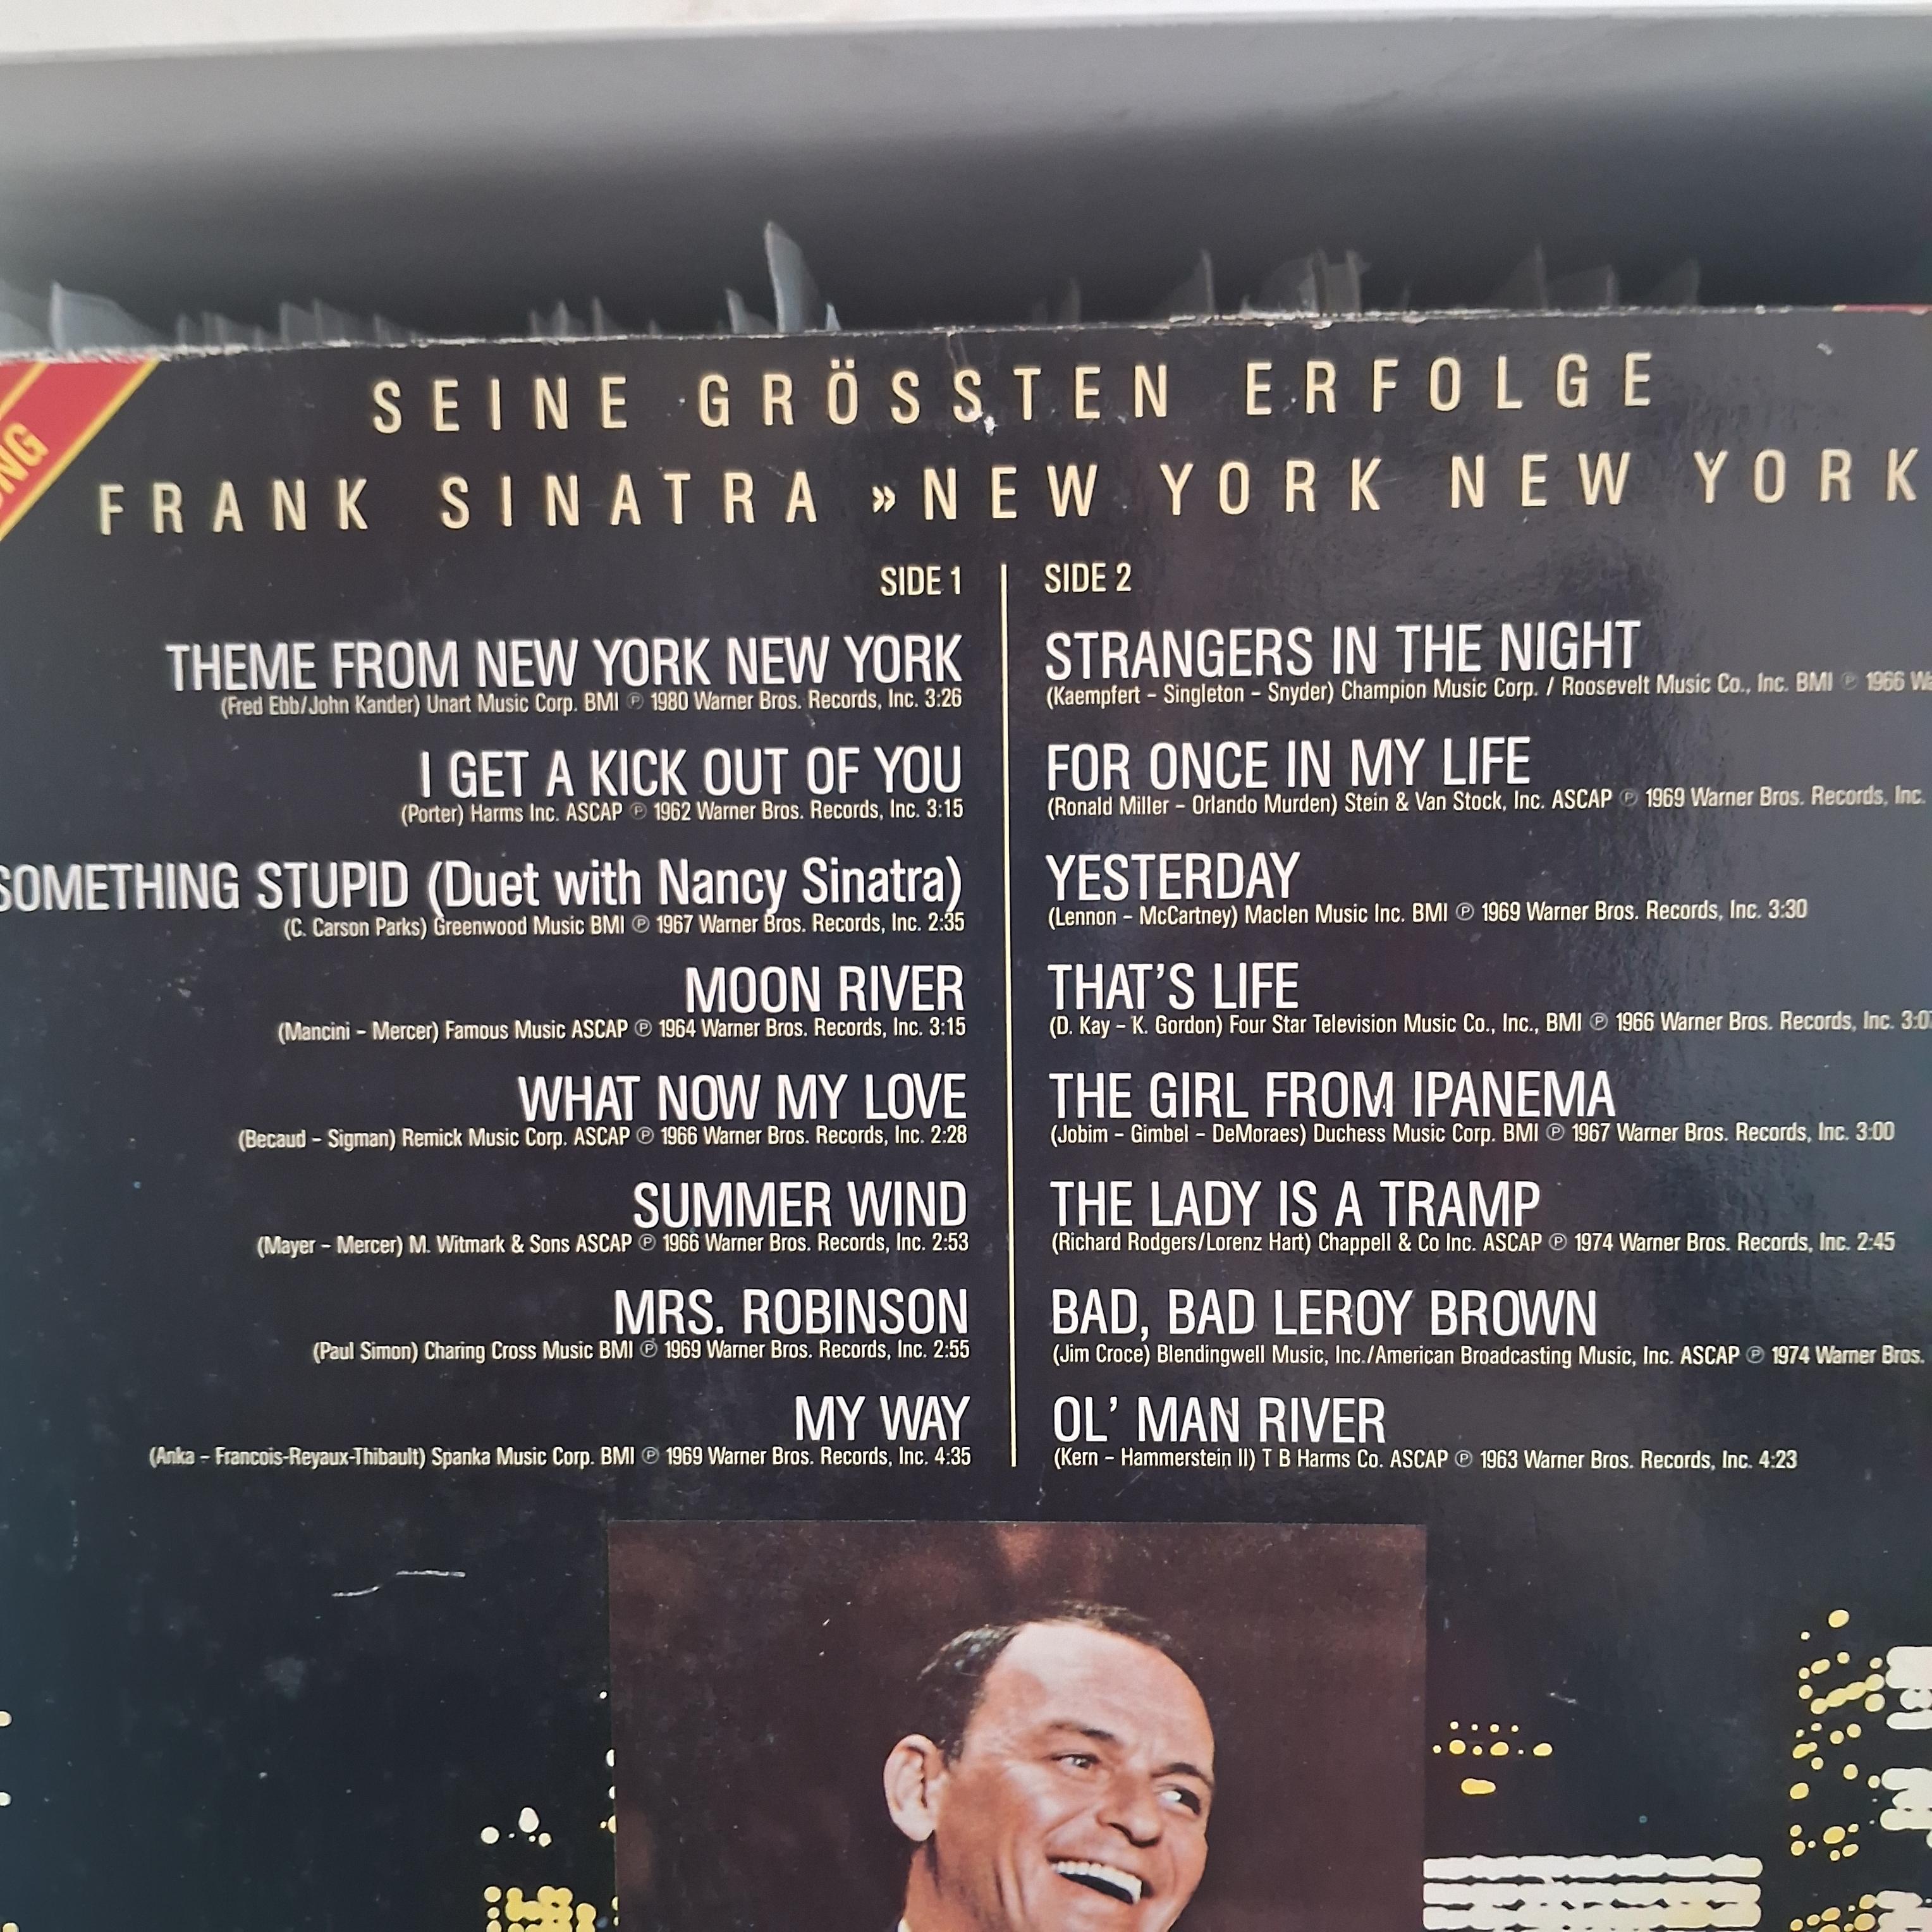 SEINE GRÖSSTEN ERFOLGE
FRANK SINATRA »NEW YORK NEW YORK
SIDE 1
THEME FROM NEW YORK NEW YORK
(Fred Ebb/John Kander) Unart Music Corp. BMI ℗ 1980 Warner Bros. Records, Inc. 3:26
I GET A KICK OUT OF YOU
(Porter) Harms Inc. ASCAP ℗ 1962 Warner Bros. Records, Inc. 3:15
SOMETHING STUPID (Duet with Nancy Sinatra)
(C. Carson Parks) Greenwood Music BMI ℗ 1967 Warner Bros. Records, Inc. 2:35
MOON RIVER
(Mancini – Mercer) Famous Music ASCAP ℗ 1964 Warner Bros. Records, Inc. 3:15
WHAT NOW MY LOVE
(Becaud – Sigman) Remick Music Corp. ASCAP ℗ 1966 Warner Bros. Records, Inc. 2:28
SUMMER WIND
(Mayer – Mercer) M. Witmark & Sons ASCAP ℗ 1966 Warner Bros. Records, Inc. 2:53
MRS. ROBINSON
(Paul Simon) Charing Cross Music BMI ℗ 1969 Warner Bros. Records, Inc. 2:55
MY WAY
(Anka – Francois-Reyaux-Thibault) Spanka Music Corp. BMI ℗ 1969 Warner Bros. Records, Inc. 4:35
SIDE 2
STRANGERS IN THE NIGHT
(Kaempfert – Singleton – Snyder) Champion Music Corp. / Roosevelt Music Co., Inc. BMI ℗ 1966
FOR ONCE IN MY LIFE
(Ronald Miller – Orlando Murden) Stein & Van Stock, Inc. ASCAP ℗ 1969 Warner Bros. Records, Inc.
YESTERDAY
(Lennon – McCartney) Maclen Music Inc. BMI ℗ 1969 Warner Bros. Records, Inc. 3:30
THAT'S LIFE
(D. Kay – K. Gordon) Four Star Television Music Co., Inc., BMI ℗ 1966 Warner Bros. Records, Inc.
THE GIRL FROM IPANEMA
(Jobim – Gimbel – DeMoraes) Duchess Music Corp. BMI ℗ 1967 Warner Bros. Records, Inc. 3:00
THE LADY IS A TRAMP
(Richard Rodgers/Lorenz Hart) Chappell & Co Inc. ASCAP ℗ 1974 Warner Bros. Records, Inc. 2:45
BAD, BAD LEROY BROWN
(Jim Croce) Blendingwell Music, Inc./American Broadcasting Music, Inc. ASCAP ℗ 1974 Warner Bros.
OL' MAN RIVER
(Kern – Hammerstein II) T B Harms Co. ASCAP ℗ 1963 Warner Bros. Records, Inc. 4:23